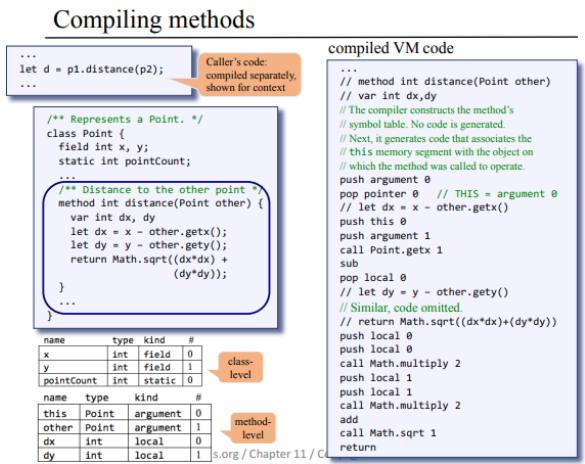 Compiling methods
...
let d = p1.distance(p2);
...
Caller's code:
compiled separately,
shown for context
/** Represents a Point. */
class Point {
field int x, y;
static int pointCount;
...
/** Distance to the other point */
method int distance(Point other) {
var int dx, dy
let dx = x - other.getx();
let dy = y - other.gety();
return Math.sqrt((dx*dx) +
(dy*dy));
}
...
}
name type kind #
x int field 0
y int field 1
pointCount int static 0
class-
level
name type kind #
this Point argument 0
other Point argument 1
dx int local 0
dy int local 1
method-
level
s.org / Chapter 11 /
compiled VM code
...
// method int distance(Point other)
// var int dx,dy
// The compiler constructs the method's
// symbol table. No code is generated.
// Next, it generates code that associates the
// this memory segment with the object on
// which the method was called to operate.
push argument 0
pop pointer 0 // THIS = argument 0
// let dx = x - other.getx()
push this 0
push argument 1
call Point.getx 1
sub
pop local 0
// let dy = y - other.gety()
// Similar, code omitted.
// return Math.sqrt((dx*dx)+(dy*dy))
push local 0
push local 0
call Math.multiply 2
push local 1
push local 1
call Math.multiply 2
add
call Math.sqrt 1
return